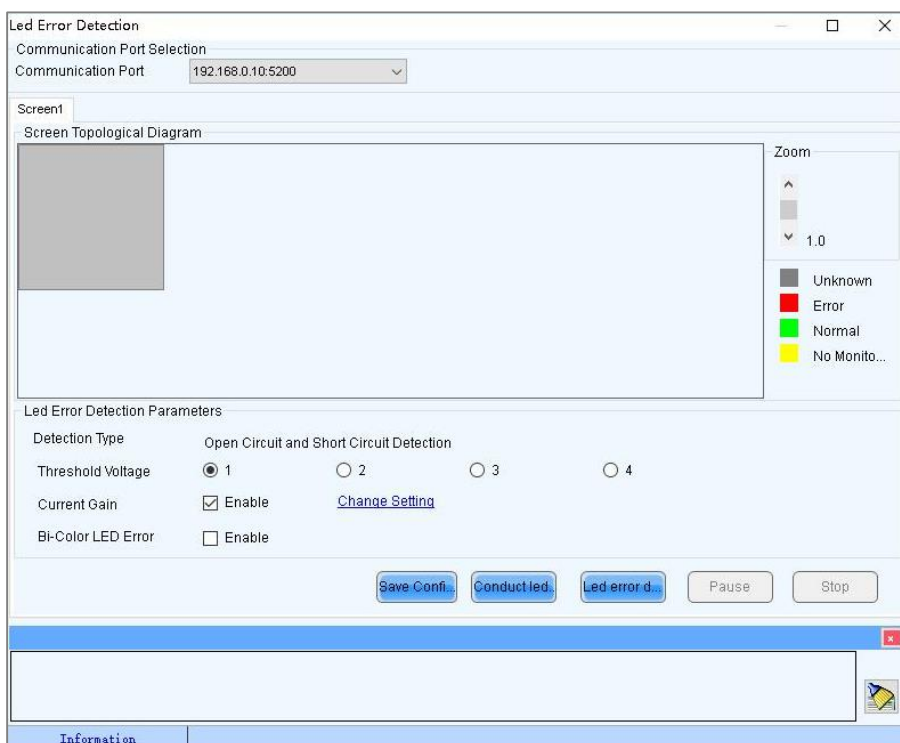 Led Error Detection
Communication Port Selection
Communication Port 192.168.0.10:5200
Screen1
Screen Topological Diagram
Zoom
1.0
Unknown
Error
Normal
No Monito...
Led Error Detection Parameters
Detection Type Open Circuit and Short Circuit Detection
Threshold Voltage 1 2 3 4
Current Gain Enable Change Setting
Bi-Color LED Error Enable
Save Confi... Conduct led... Led error d... Pause Stop
Information